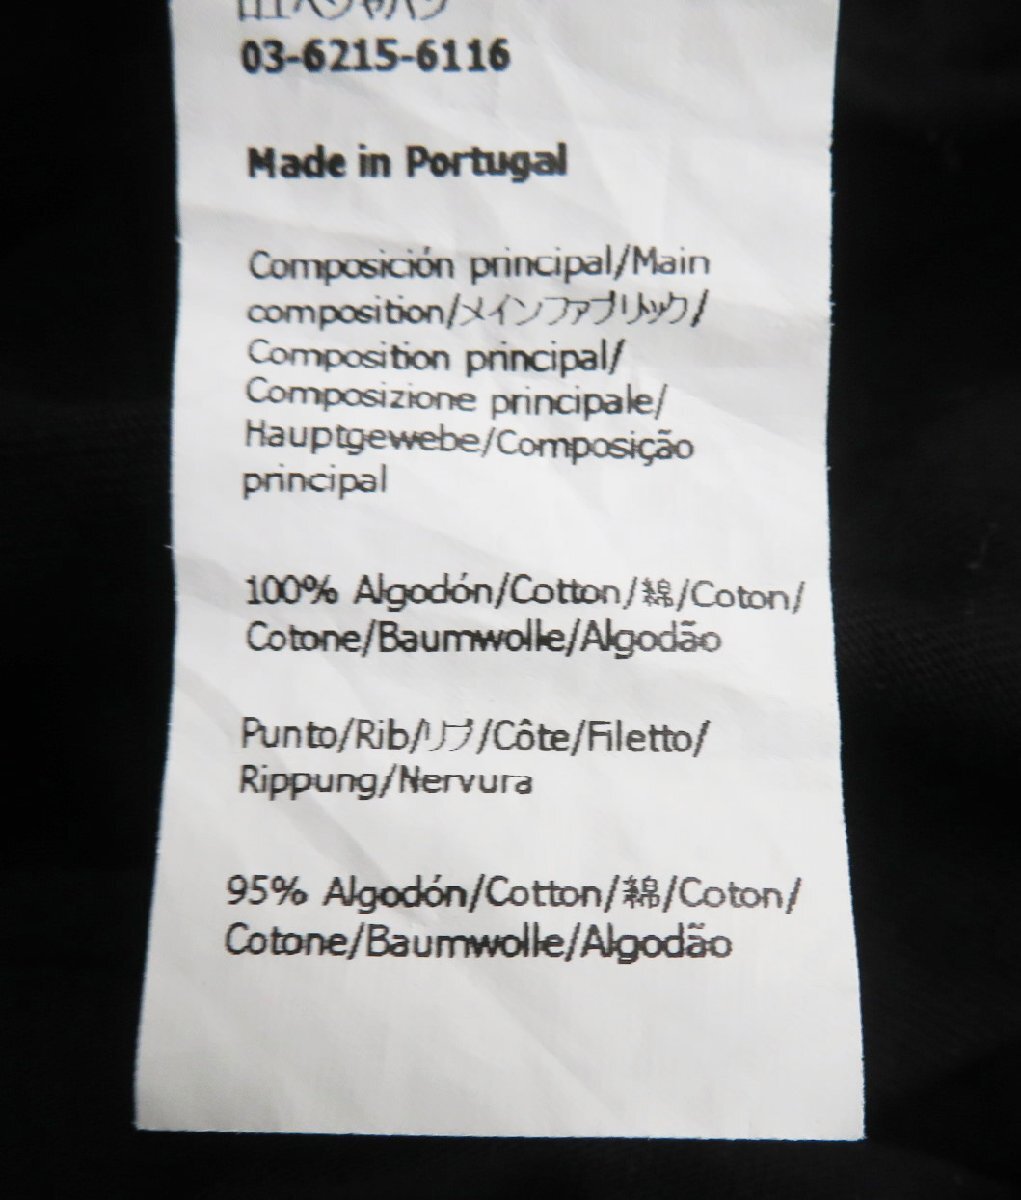 03-6215-6116
Made in Portugal
Composición principal/Main
composition/メインファブリック/
Composition principal/
Composizione principale/
Hauptgewebe/Composição
principal
100% Algodón/Cotton/綿/Coton/
Cotone/Baumwolle/Algodão
Punto/Rib/リブ/Côte/Filetto/
Rippung/Nervura
95% Algodón/Cotton/綿/Coton/
Cotone/Baumwolle/Algodão